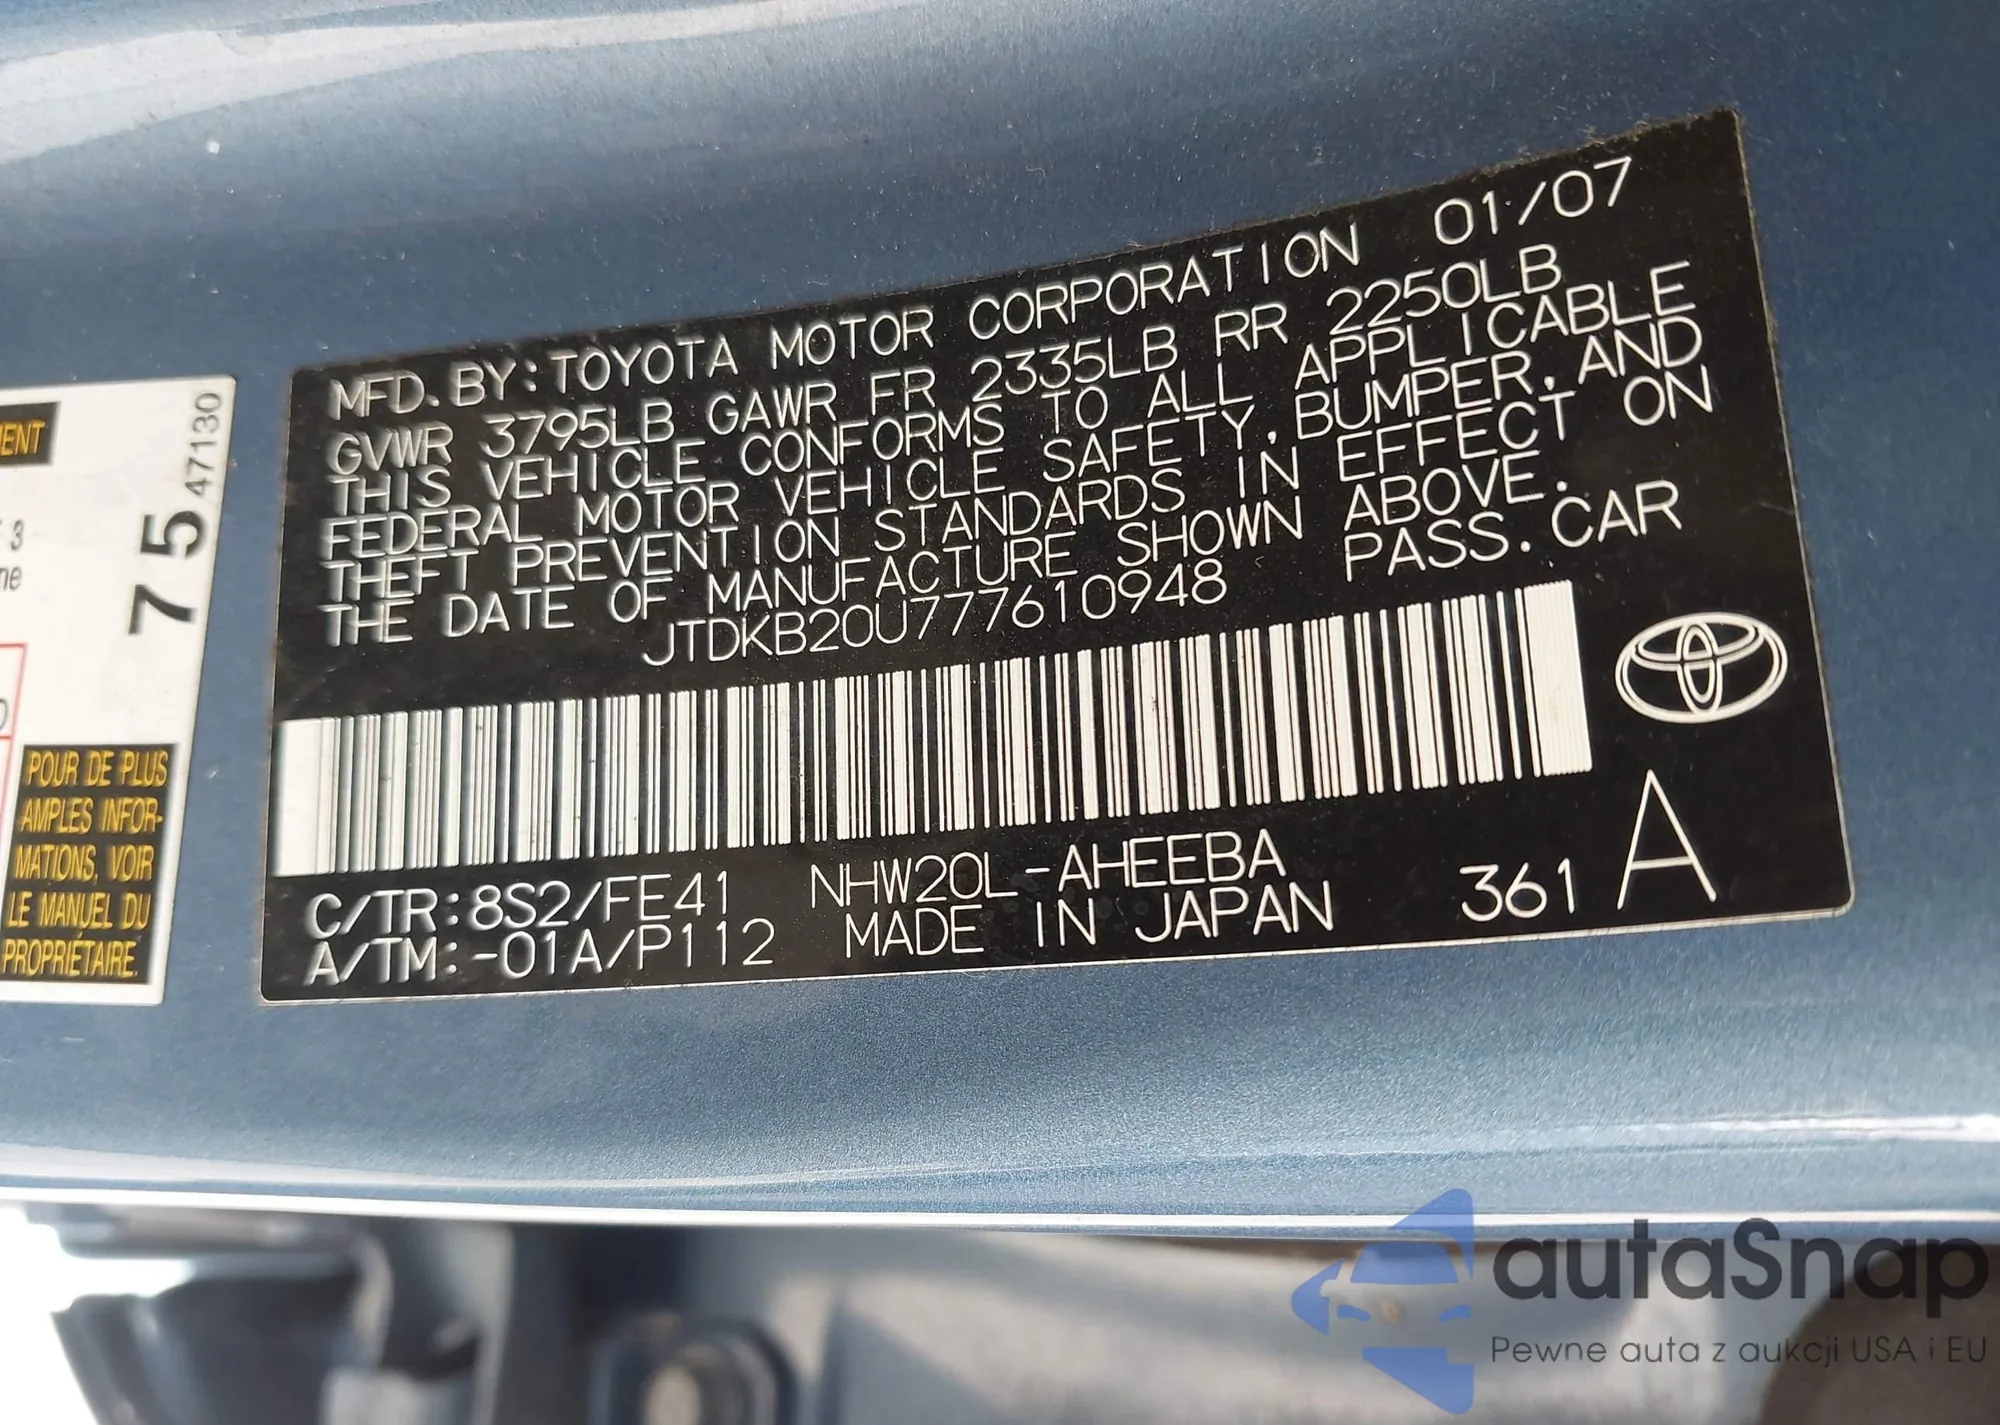 MFD. BY: TOYOTA MOTOR CORPORATION 01/07
GVWR 3795LB GAWR FR 2335LB RR 2250LB
THIS VEHICLE CONFORMS TO ALL APPLICABLE
FEDERAL MOTOR VEHICLE SAFETY, BUMPER, AND
THEFT PREVENTION STANDARDS IN EFFECT ON
THE DATE OF MANUFACTURE SHOWN ABOVE.
JTDKB20U777610948 PASS. CAR
C/TR:8S2/FE41 NHW20L-AHEEBA
A/TM:-01A/P112 MADE IN JAPAN 361 A
75 47130
3
POUR DE PLUS
AMPLES INFOR-
MATIONS, VOIR
LE MANUEL DU
PROPRIÉTAIRE.
autaSnap
Pewne auta z aukcji USA i EU